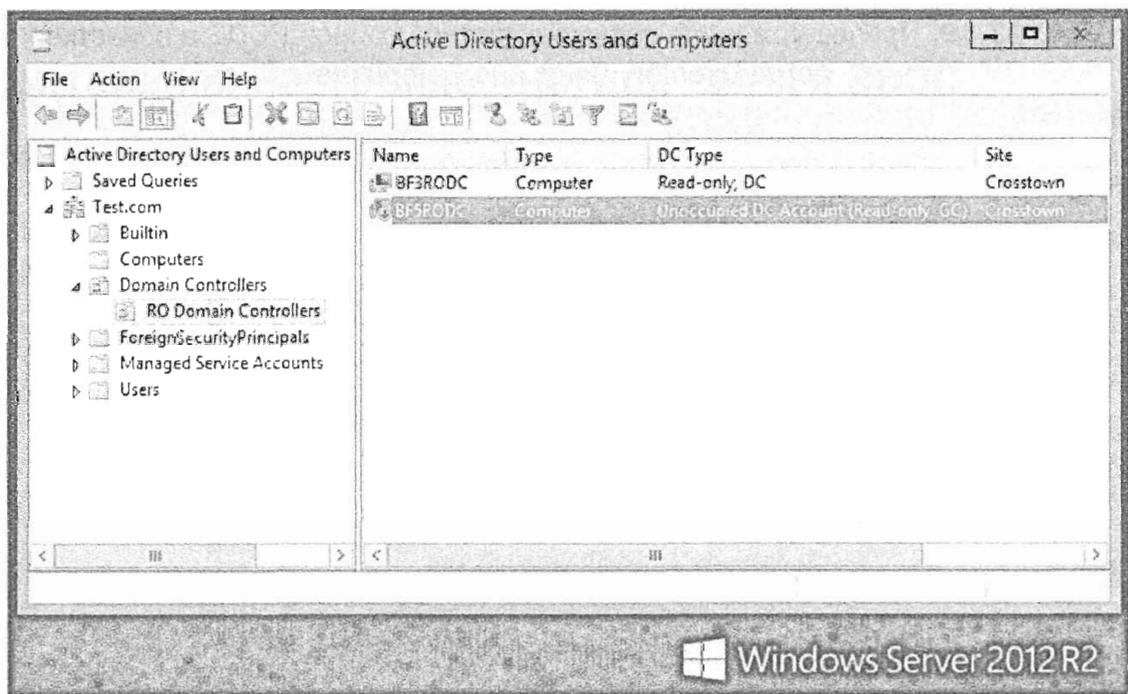 Active Directory Users and Computers
File Action View Help
Active Directory Users and Computers
Saved Queries
Test.com
Builtin
Computers
Domain Controllers
RO Domain Controllers
ForeignSecurityPrincipals
Managed Service Accounts
Users
Name Type DC Type Site
BF3RODC Computer Read-only, DC Crosstown
BF5RODC Computer Unoccupied DC Account (Read-only, GC) Crosstown
Windows Server 2012 R2